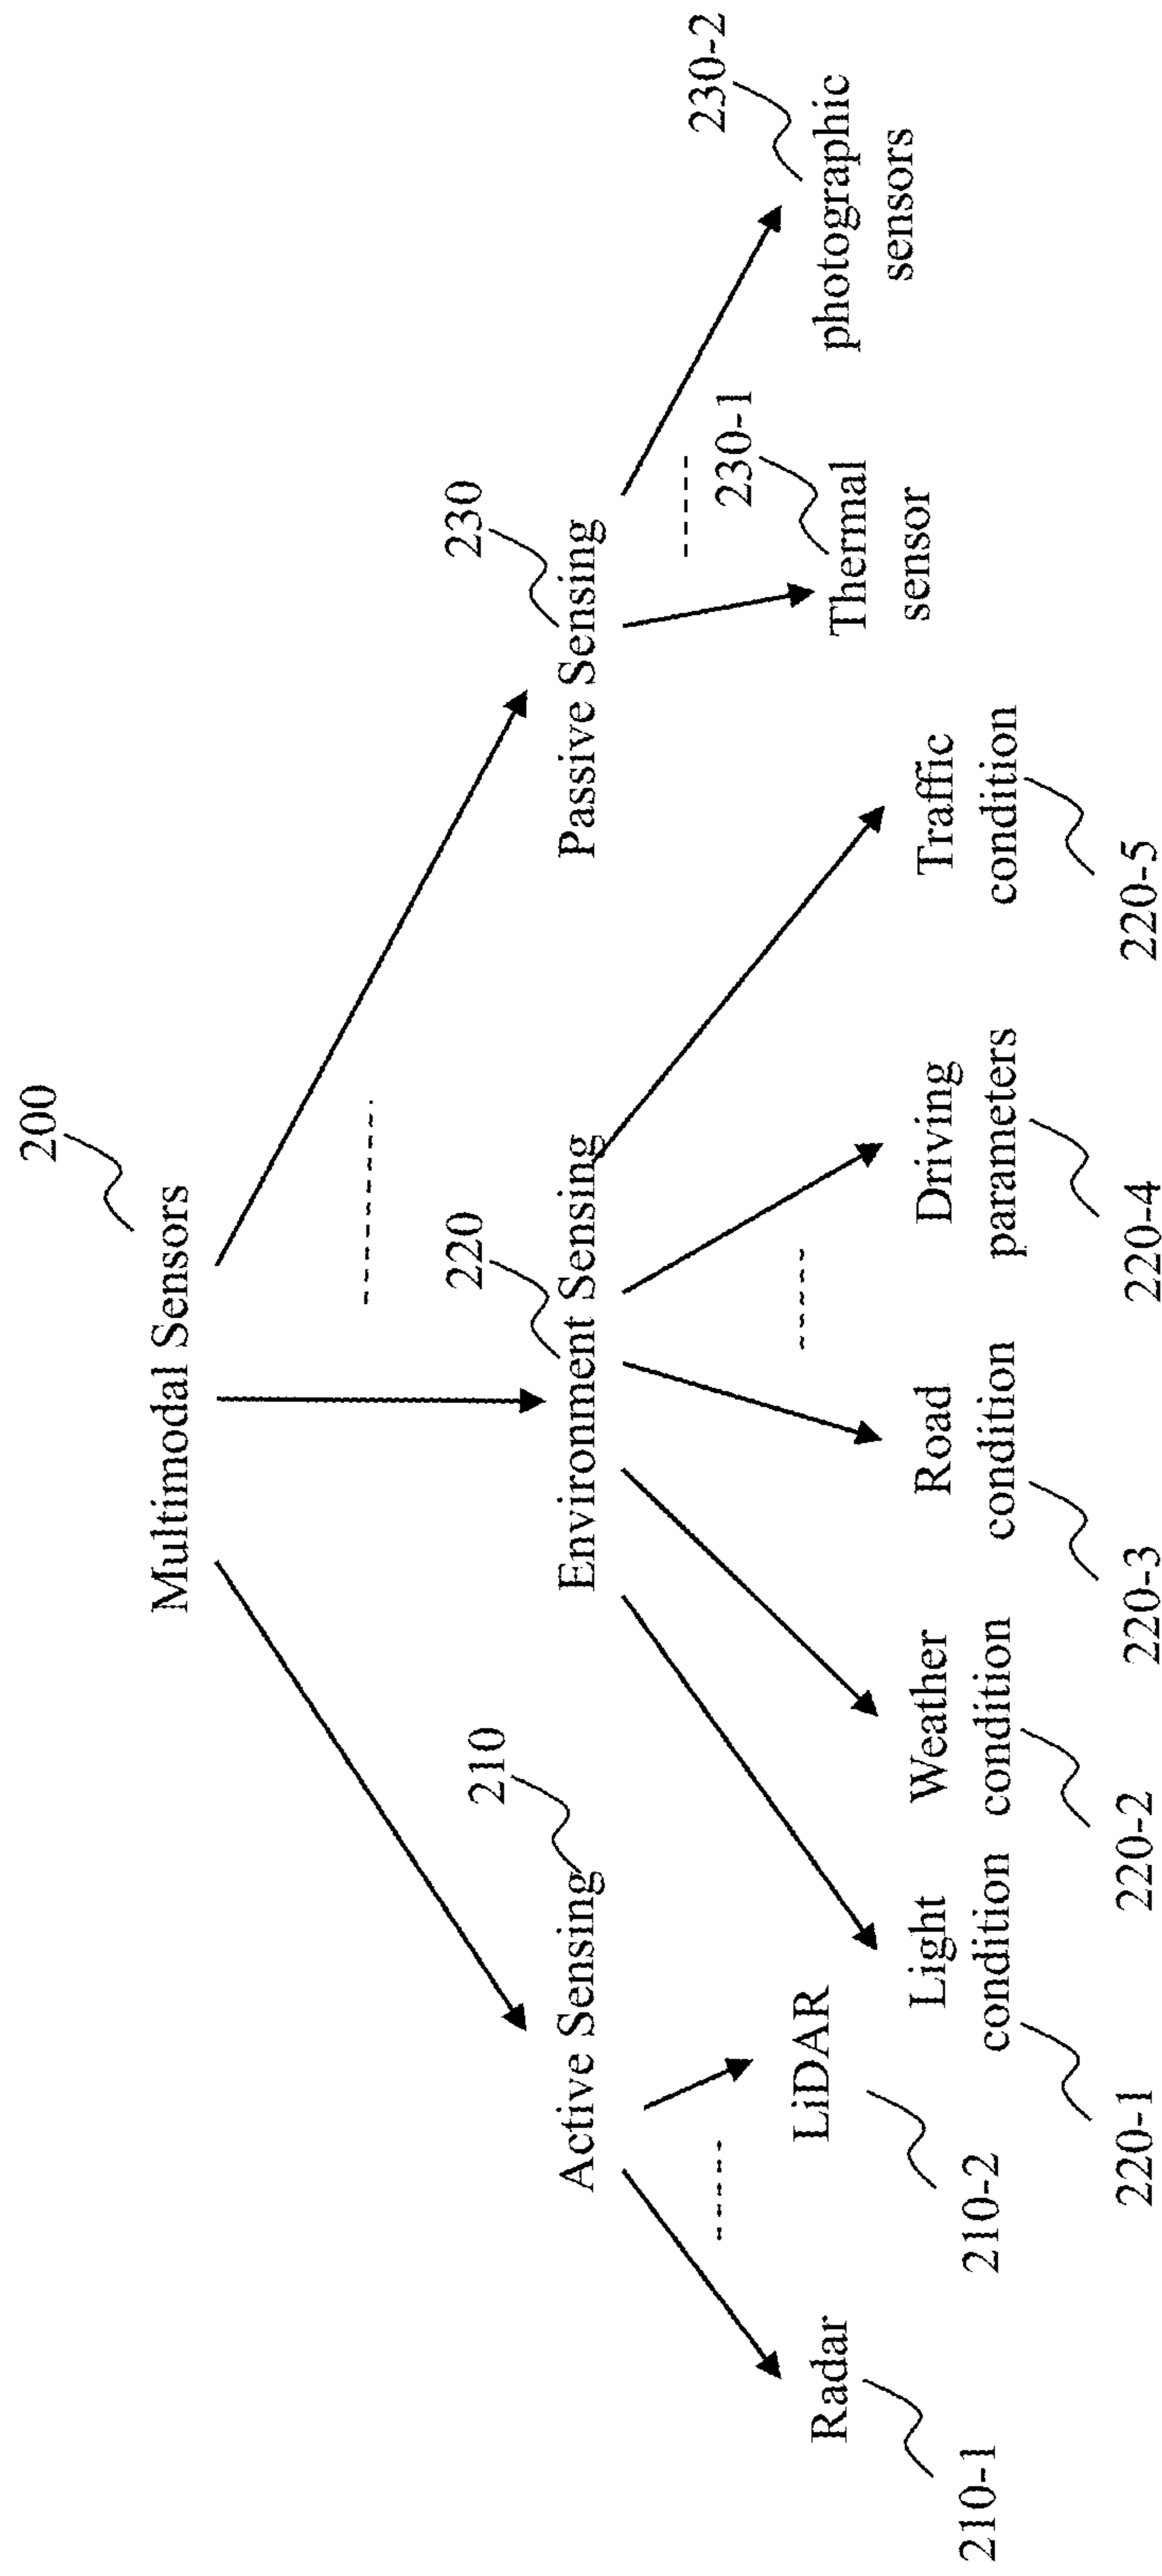 200
Multimodal Sensors
210
220
230
Active Sensing
Environment Sensing
Passive Sensing
230-1
230-2
Radar
LiDAR
Thermal
sensor
photographic
sensors
Light
condition
Weather
condition
Road
condition
Driving
parameters
Traffic
condition
210-1
210-2
220-1
220-2
220-3
220-4
220-5